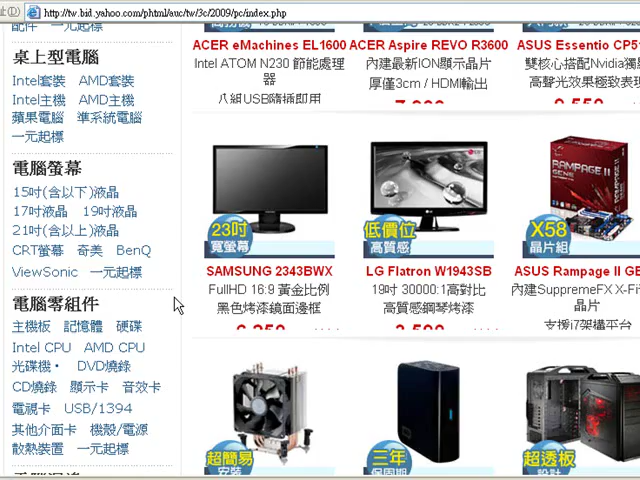 http://tw.bid.yahoo.com/phtml/auc/tw/3c/2009/pc/index.php
配件 一元起標
桌上型電腦
Intel套裝 AMD套裝
Intel主機 AMD主機
蘋果電腦 準系統電腦
一元起標
電腦螢幕
15吋(含以下)液晶
17吋液晶 19吋液晶
21吋(含以上)液晶
CRT螢幕 奇美 BenQ
ViewSonic 一元起標
電腦零組件
主機板 記憶體 硬碟
Intel CPU AMD CPU
光碟機‧ DVD燒錄
CD燒錄 顯示卡 音效卡
電視卡 USB/1394
其他介面卡 機殼/電源
散熱裝置 一元起標
ACER eMachines EL1600
Intel ATOM N230 節能處理器
八組USB隨插即用
ACER Aspire REVO R3600
內建最新ION顯示晶片
厚僅3cm / HDMI輸出
ASUS Essentio CP5
雙核心搭配Nvidia獨
高聲光效果極致表
23吋
寬螢幕
SAMSUNG 2343BWX
FullHD 16:9 黃金比例
黑色烤漆鏡面邊框
LG
低價位
高質感
LG Flatron W1943SB
19吋 30000:1高對比
高質感鋼琴烤漆
RAMPAGE II
GENE
X58
晶片組
ASUS Rampage II GE
內建SupremeFX X-Fi
晶片
支援i7架構平台
超簡易
安裝
三年
保固期
超透板
設計